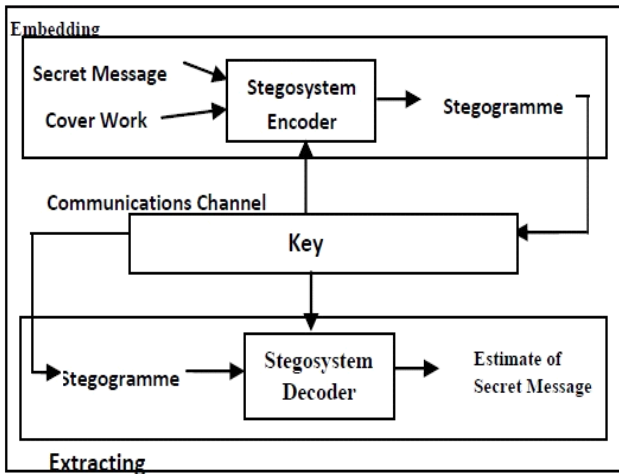 Embedding
Secret Message
Cover Work
Stegosystem
Encoder
Stegogramme
Communications Channel
Key
Stegogramme
Stegosystem
Decoder
Estimate of
Secret Message
Extracting